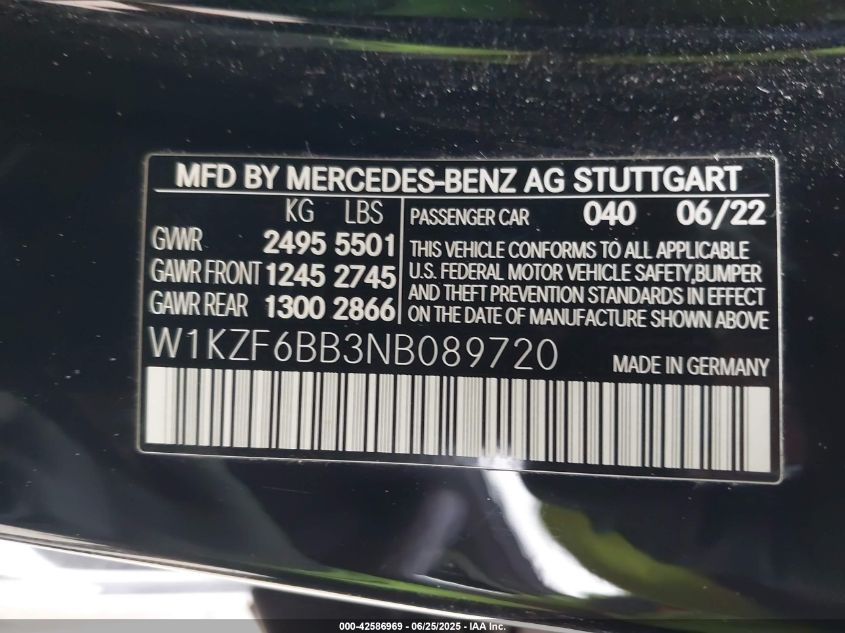 MFD BY MERCEDES-BENZ AG STUTTGART
KG LBS
GVWR 2495 5501
GAWR FRONT 1245 2745
GAWR REAR 1300 2866
PASSENGER CAR 040 06/22
THIS VEHICLE CONFORMS TO ALL APPLICABLE
U.S. FEDERAL MOTOR VEHICLE SAFETY, BUMPER
AND THEFT PREVENTION STANDARDS IN EFFECT
ON THE DATE OF MANUFACTURE SHOWN ABOVE
W1KZF6BB3NB089720
MADE IN GERMANY
000-42586969 — 06/25/2025 — IAA Inc.